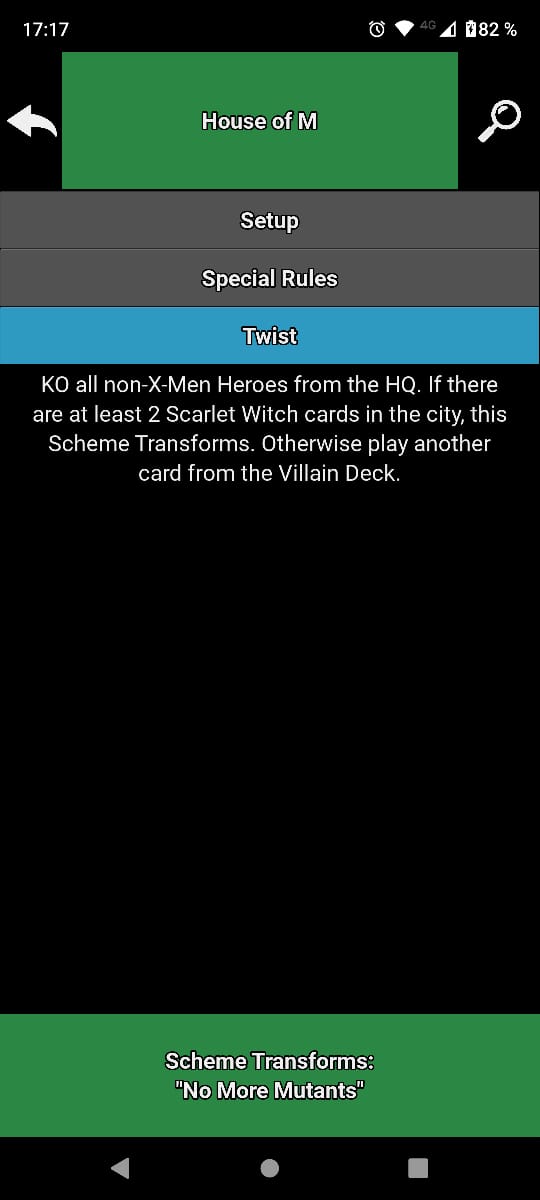 17:17
4G
82 %
House of M
Setup
Special Rules
Twist
KO all non-X-Men Heroes from the HQ. If there
are at least 2 Scarlet Witch cards in the city, this
Scheme Transforms. Otherwise play another
card from the Villain Deck.
Scheme Transforms:
"No More Mutants"